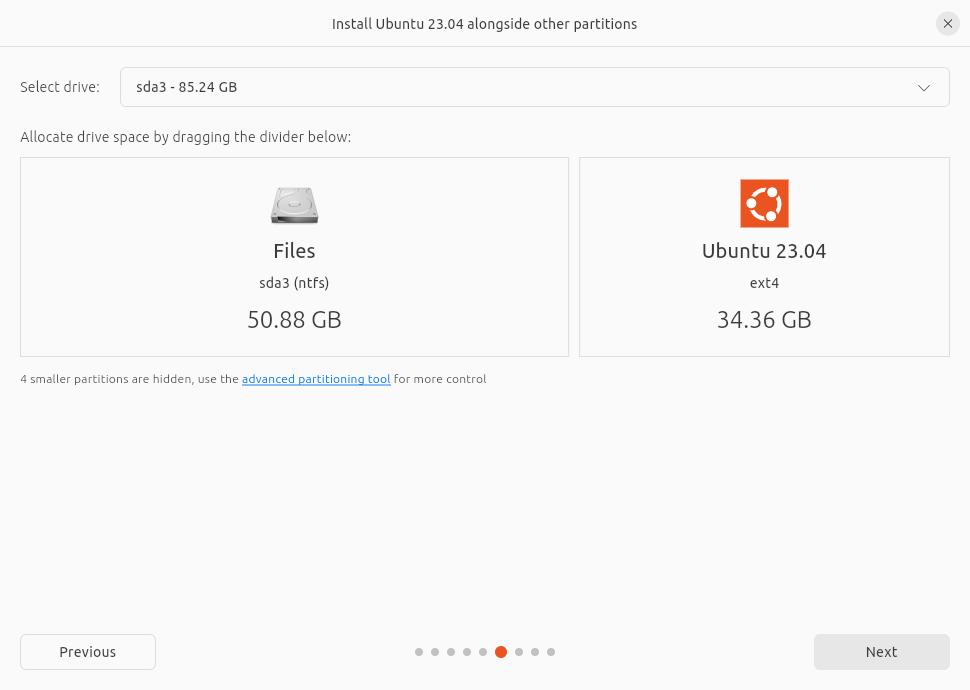 Install Ubuntu 23.04 alongside other partitions
Select drive:
sda3 - 85.24 GB
Allocate drive space by dragging the divider below:
Files
sda3 (ntfs)
50.88 GB
Ubuntu 23.04
ext4
34.36 GB
4 smaller partitions are hidden, use the advanced partitioning tool for more control
Previous
Next